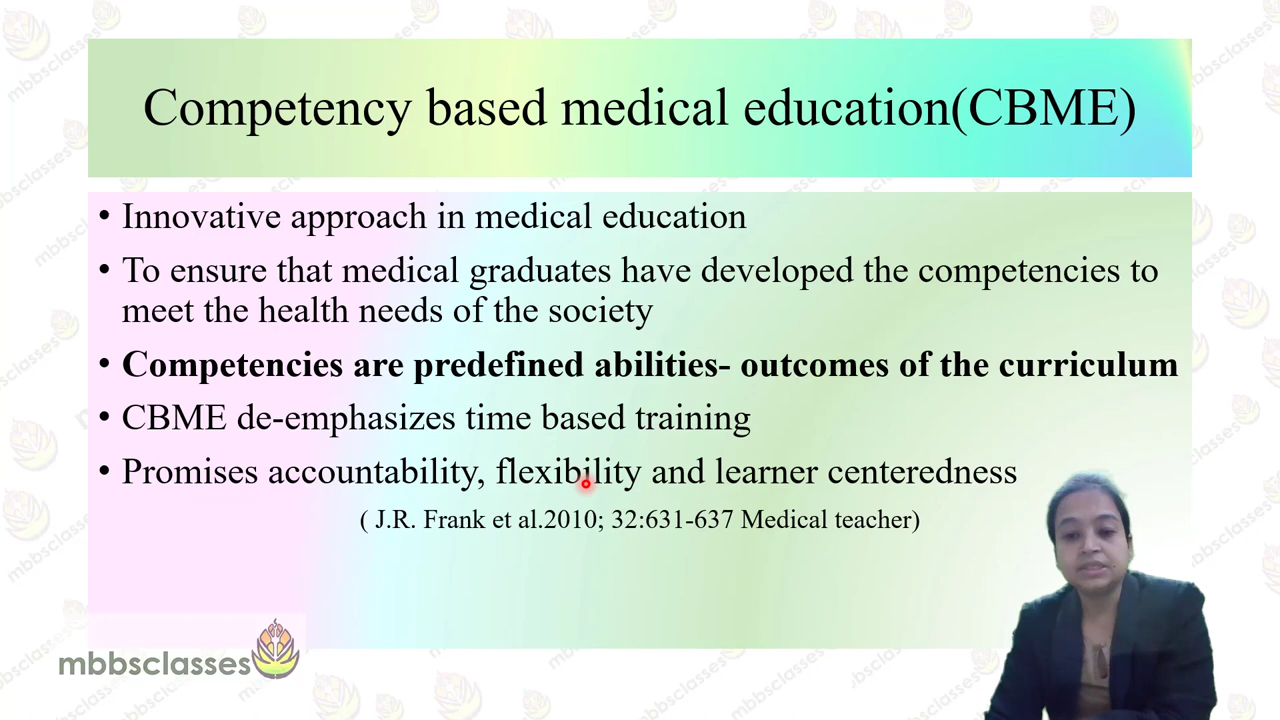 Competency based medical education(CBME)
• Innovative approach in medical education
• To ensure that medical graduates have developed the competencies to
meet the health needs of the society
• Competencies are predefined abilities- outcomes of the curriculum
• CBME de-emphasizes time based training
• Promises accountability, flexibility and learner centeredness
( J.R. Frank et al.2010; 32:631-637 Medical teacher)
mbbsclasses